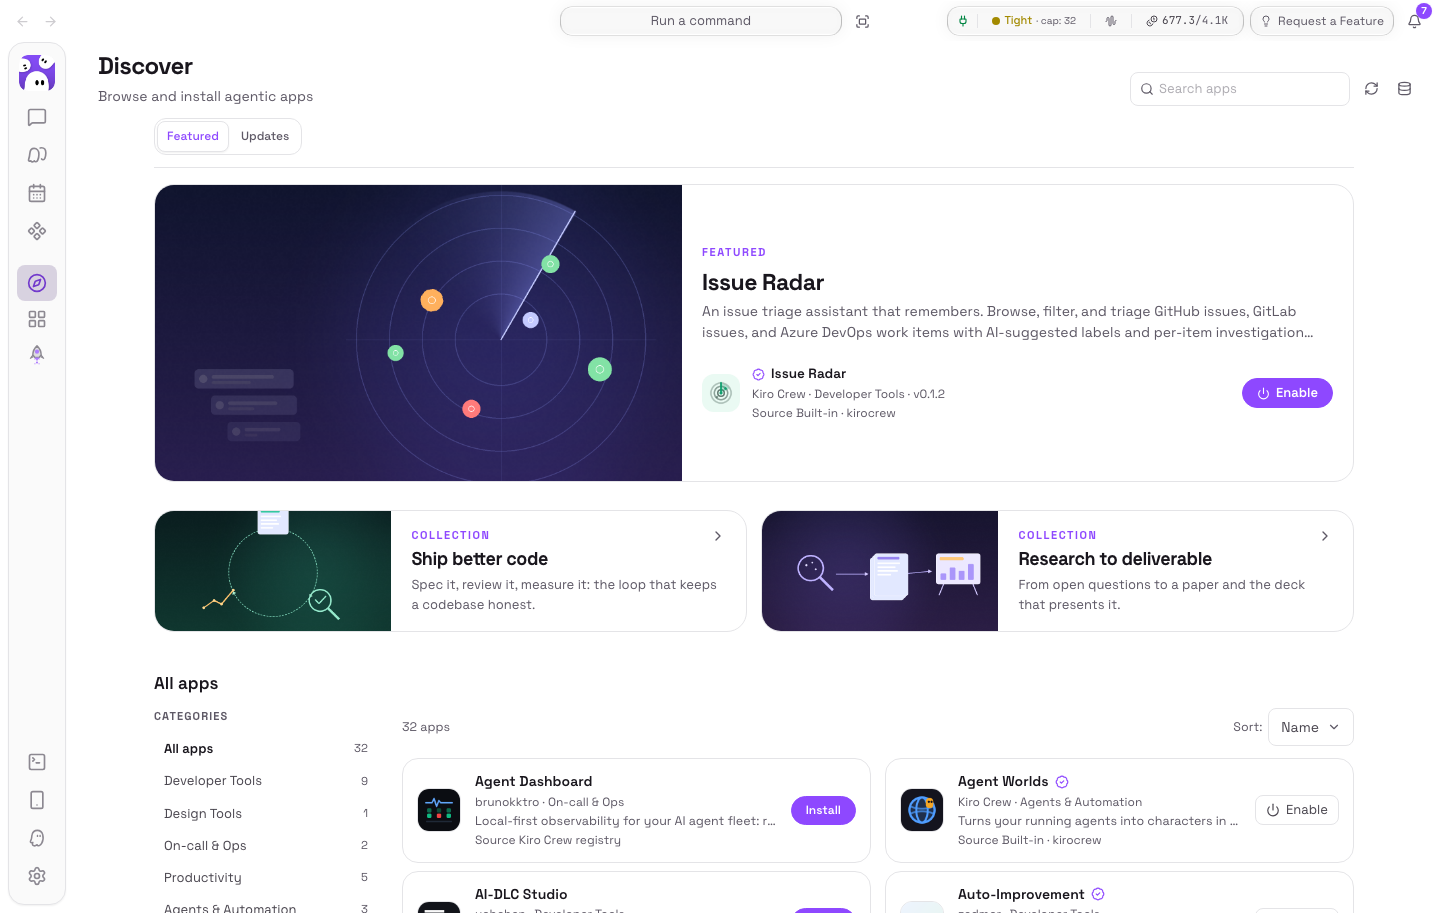 Run a command
Tight · cap: 32
677.3/4.1K
Request a Feature
7
Discover
Browse and install agentic apps
Search apps
Featured
Updates
FEATURED
Issue Radar
An issue triage assistant that remembers. Browse, filter, and triage GitHub issues, GitLab
issues, and Azure DevOps work items with AI-suggested labels and per-item investigation...
Issue Radar
Kiro Crew · Developer Tools · v0.1.2
Source Built-in · kirocrew
Enable
COLLECTION
Ship better code
Spec it, review it, measure it: the loop that keeps
a codebase honest.
COLLECTION
Research to deliverable
From open questions to a paper and the deck
that presents it.
All apps
CATEGORIES
All apps 32
Developer Tools 9
Design Tools 1
On-call & Ops 2
Productivity 5
Agents & Automation 3
32 apps
Sort: Name
Agent Dashboard
brunokktro · On-call & Ops
Local-first observability for your AI agent fleet: r...
Source Kiro Crew registry
Install
Agent Worlds
Kiro Crew · Agents & Automation
Turns your running agents into characters in ...
Source Built-in · kirocrew
Enable
AI-DLC Studio
Auto-Improvement